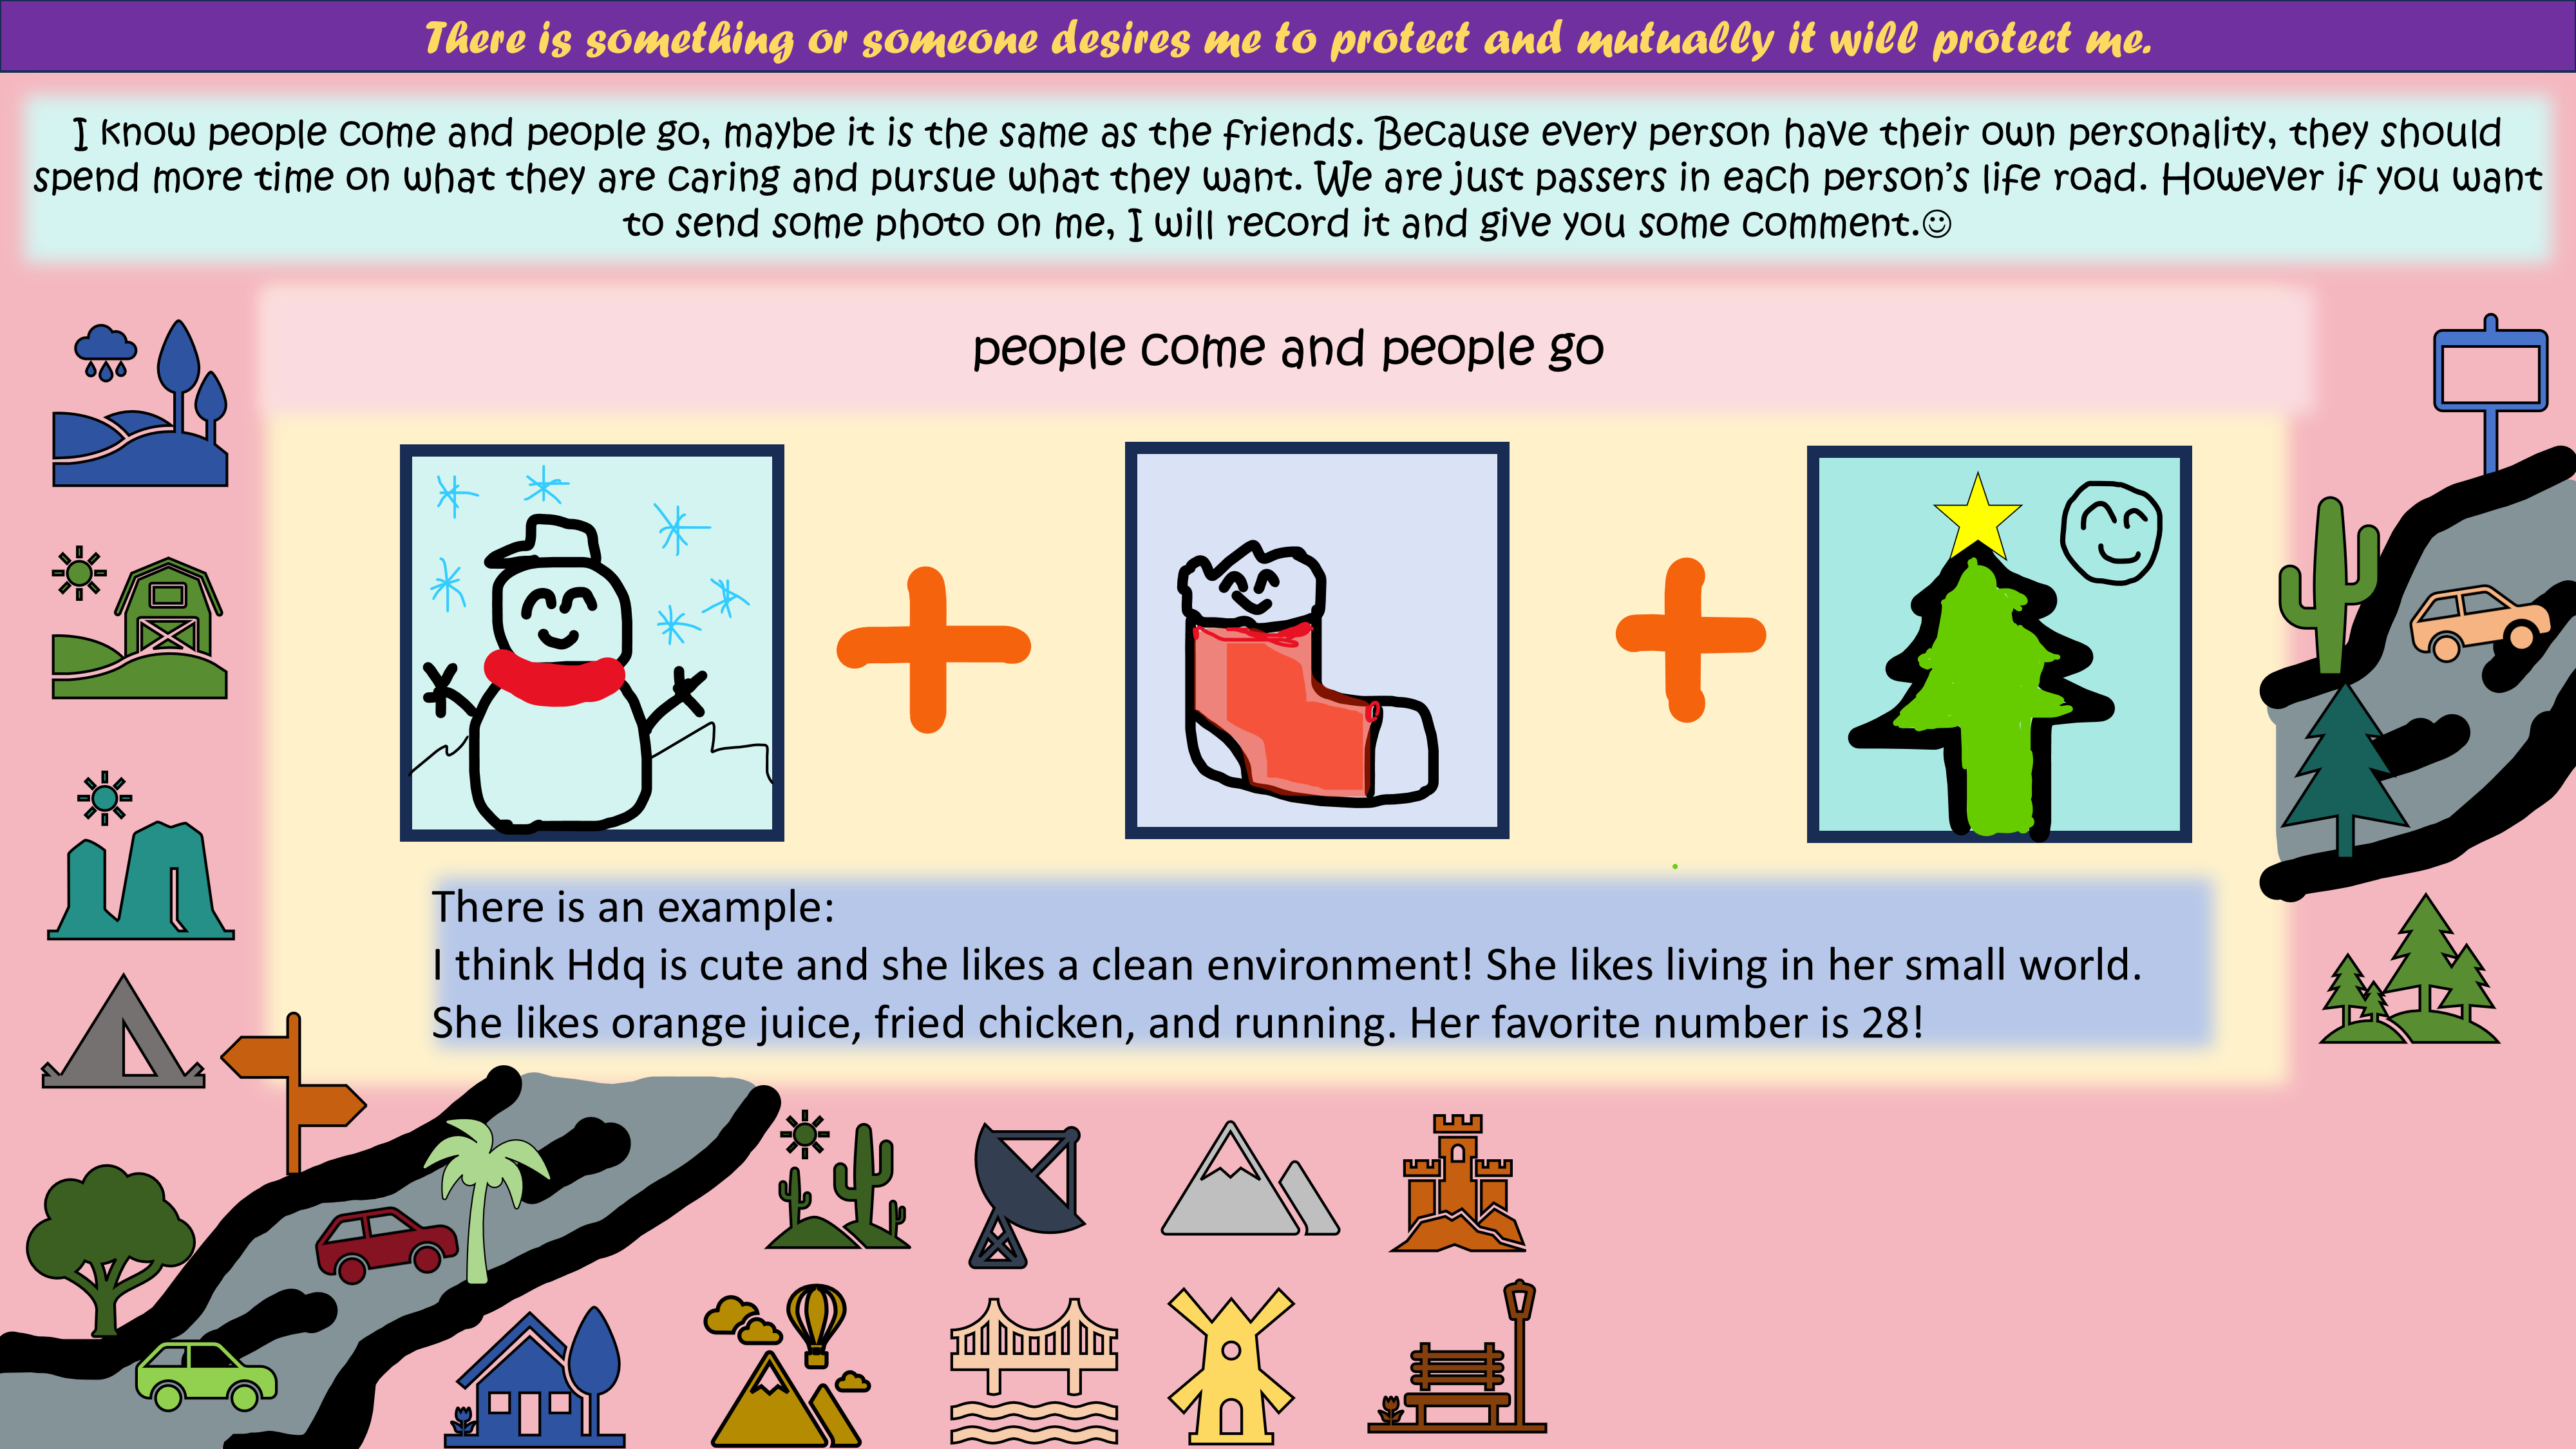 There is something or someone desires me to protect and mutually it will protect me.
I know people come and people go, maybe it is the same as the friends. Because every person have their own personality, they should
spend more time on what they are caring and pursue what they want. We are just passers in each person’s life road. However if you want
to send some photo on me, I will record it and give you some comment.☺
people come and people go
There is an example:
I think Hdq is cute and she likes a clean environment! She likes living in her small world.
She likes orange juice, fried chicken, and running. Her favorite number is 28!